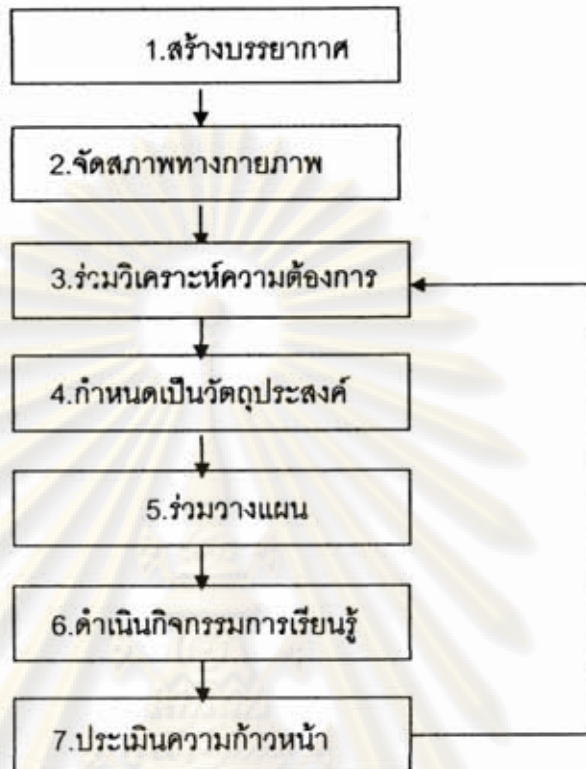 1.สร้างบรรยากาศ
2.จัดสภาพทางกายภาพ
3.ร่วมวิเคราะห์ความต้องการ
4.กำหนดเป็นวัตถุประสงค์
5.ร่วมวางแผน
6.ดำเนินกิจกรรมการเรียนรู้
7.ประเมินความก้าวหน้า